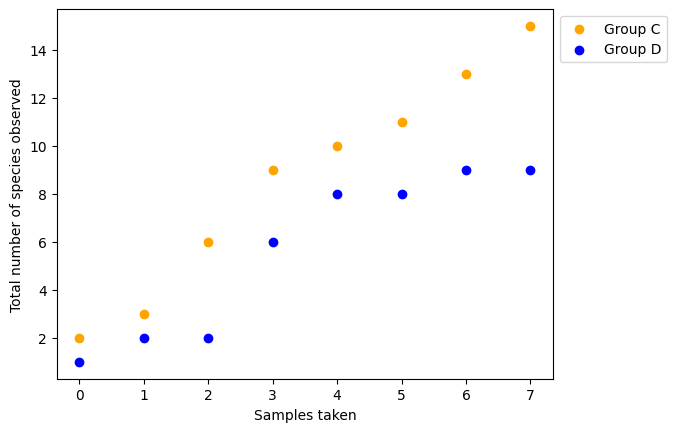 Group C
Group D
14
12
10
8
6
4
2
Total number of species observed
0 1 2 3 4 5 6 7
Samples taken